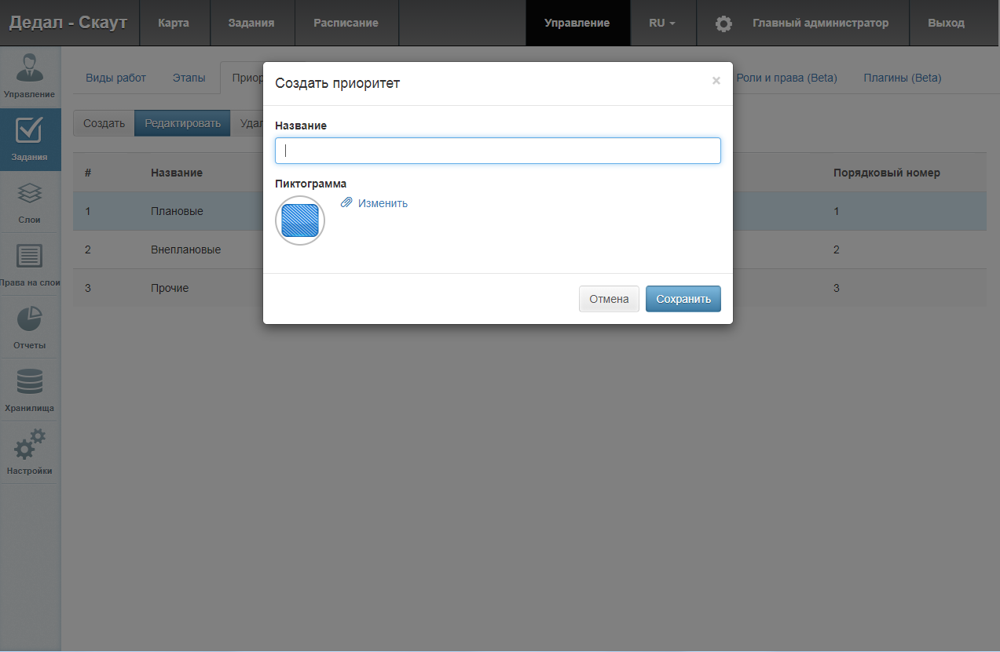 Дедал - Скаут Карта Задания Расписание Управление RU Главный администратор Выход
Управление
Задания
Слои
Права на слои
Отчеты
Хранилища
Настройки
Виды работ Этапы Роли и права (Beta) Плагины (Beta)
Создать Редактировать
# Название Порядковый номер
1 Плановые 1
2 Внеплановые 2
3 Прочие 3
Создать приоритет ×
Название
Пиктограмма
Изменить
Отмена Сохранить